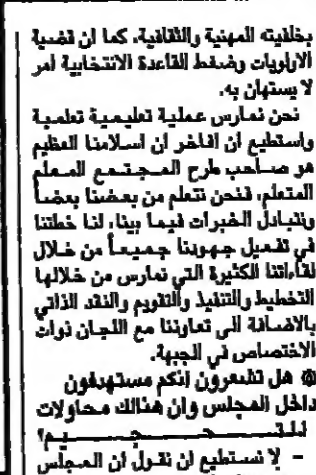 بخلفيته المهنية والثقافية، كما ان قضية
الاولويات وضغط القاعدة الانتخابية امر
لا يستهان به.
نحن نمارس عملية تعليمية تعلمية
واستطيع ان افاخر ان اسلامنا العظيم
هو صاحب طرح المجتمع المعلم
المتعلم، فنحن نتعلم من بعضنا بعضاً
ونتبادل الخبرات فيما بينا، لنا خطتنا
في تفعيل جهودنا جميعاً من خلال
لقاءاتنا الكثيرة التي نمارس من خلالها
التخطيط والتنفيذ والتقويم والنقد الذاتي
بالاضافة الى تعاوننا مع اللجان ذوات
الاختصاص في الجبهة.
هل تشعرون انكم مستهدفون
داخل المجلس وان هنالك محاولات
للتحجيم؟
- لا نستطيع ان نقول ان المجلس